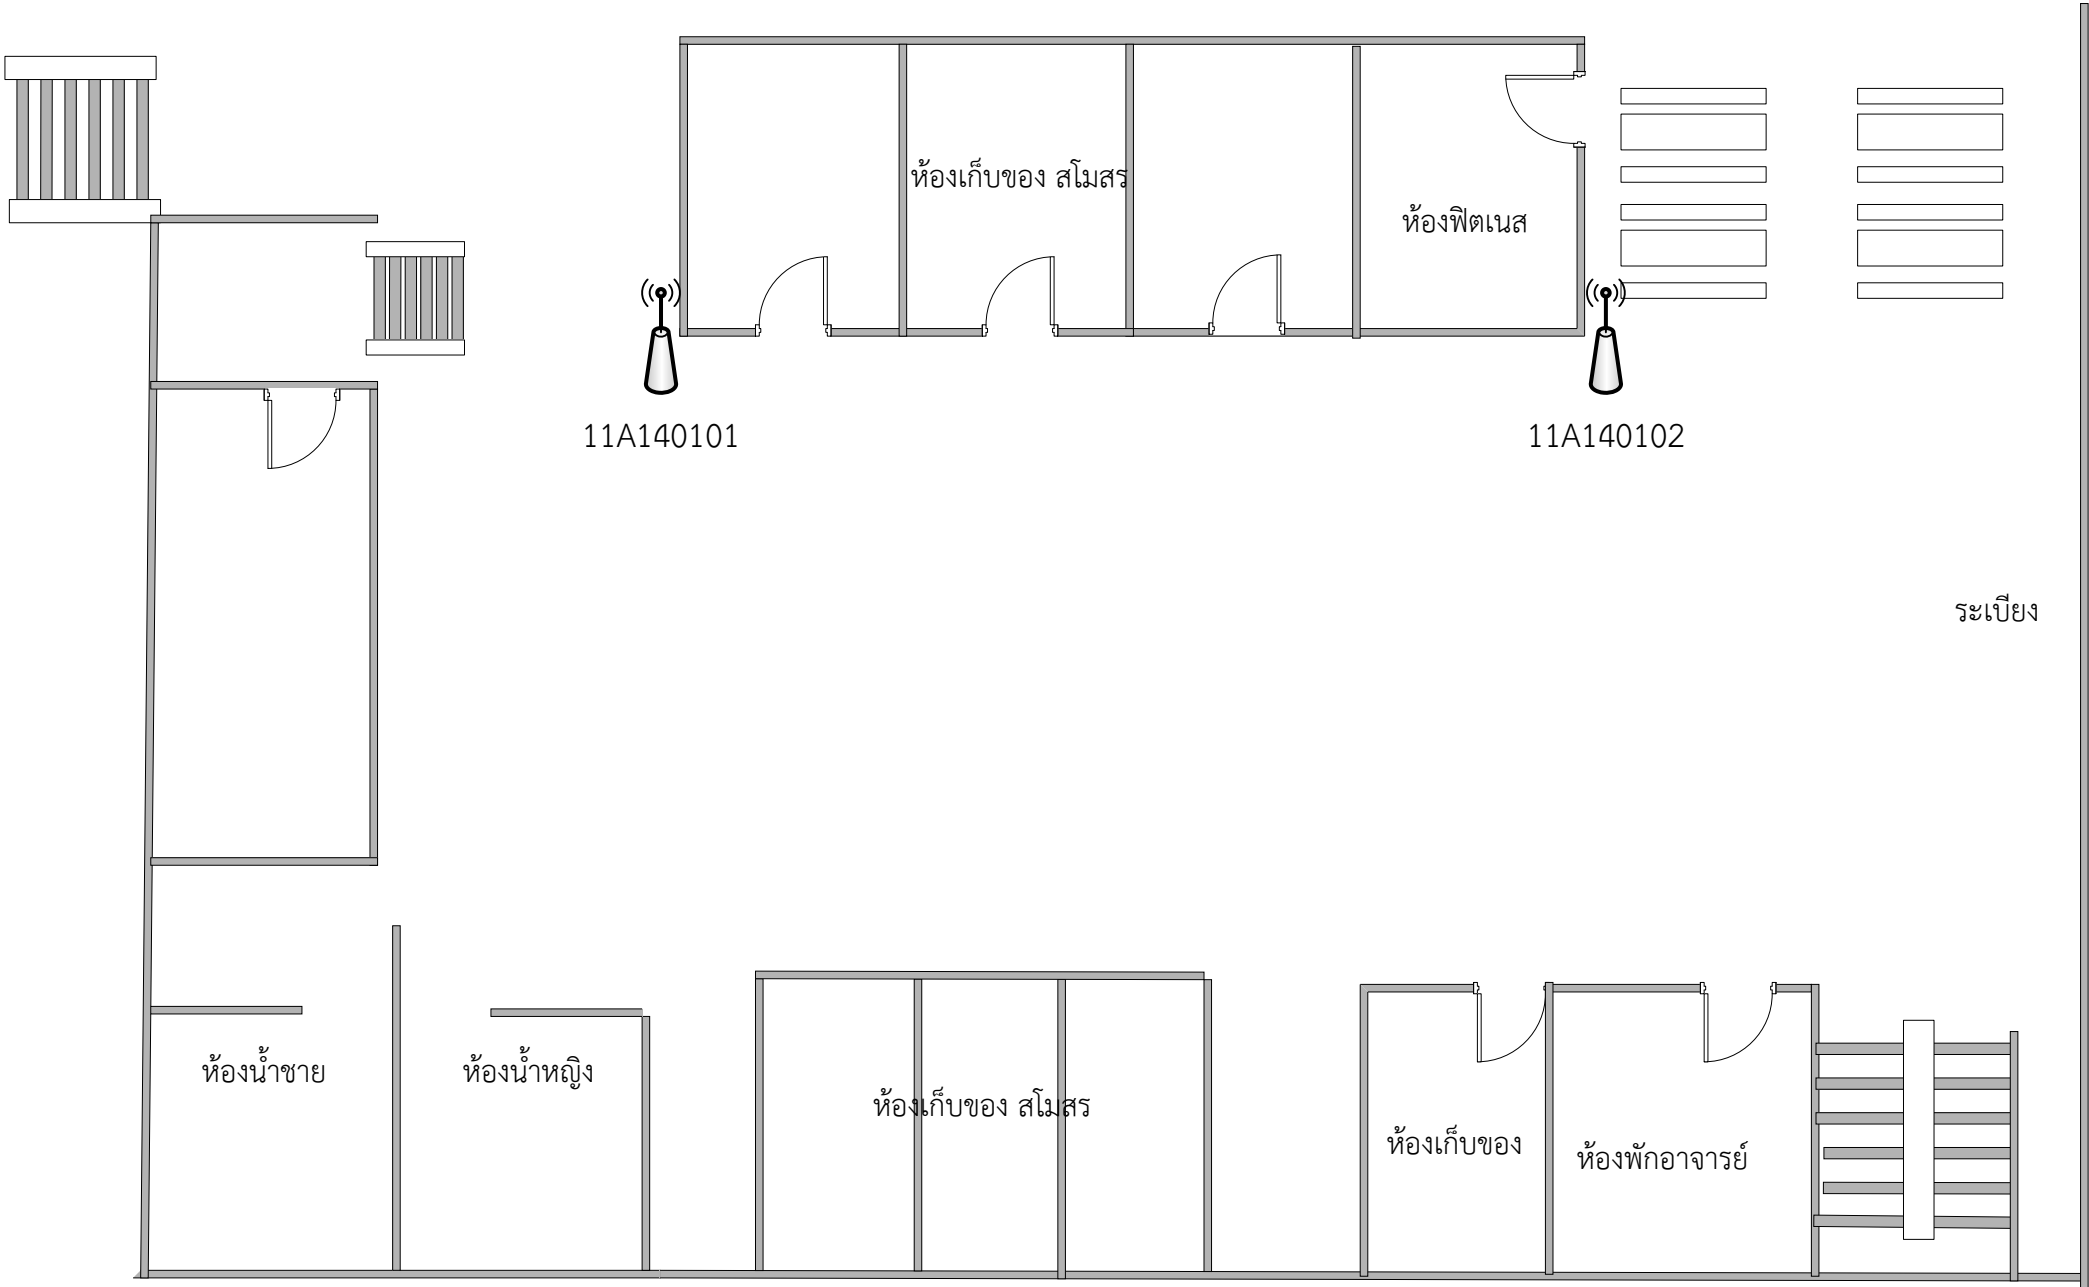 ห้องเก็บของ สโมสร
ห้องฟิตเนส
11A140101
11A140102
ระเบียง
ห้องน้ำชาย
ห้องน้ำหญิง
ห้องเก็บของ สโมสร
ห้องเก็บของ
ห้องพักอาจารย์